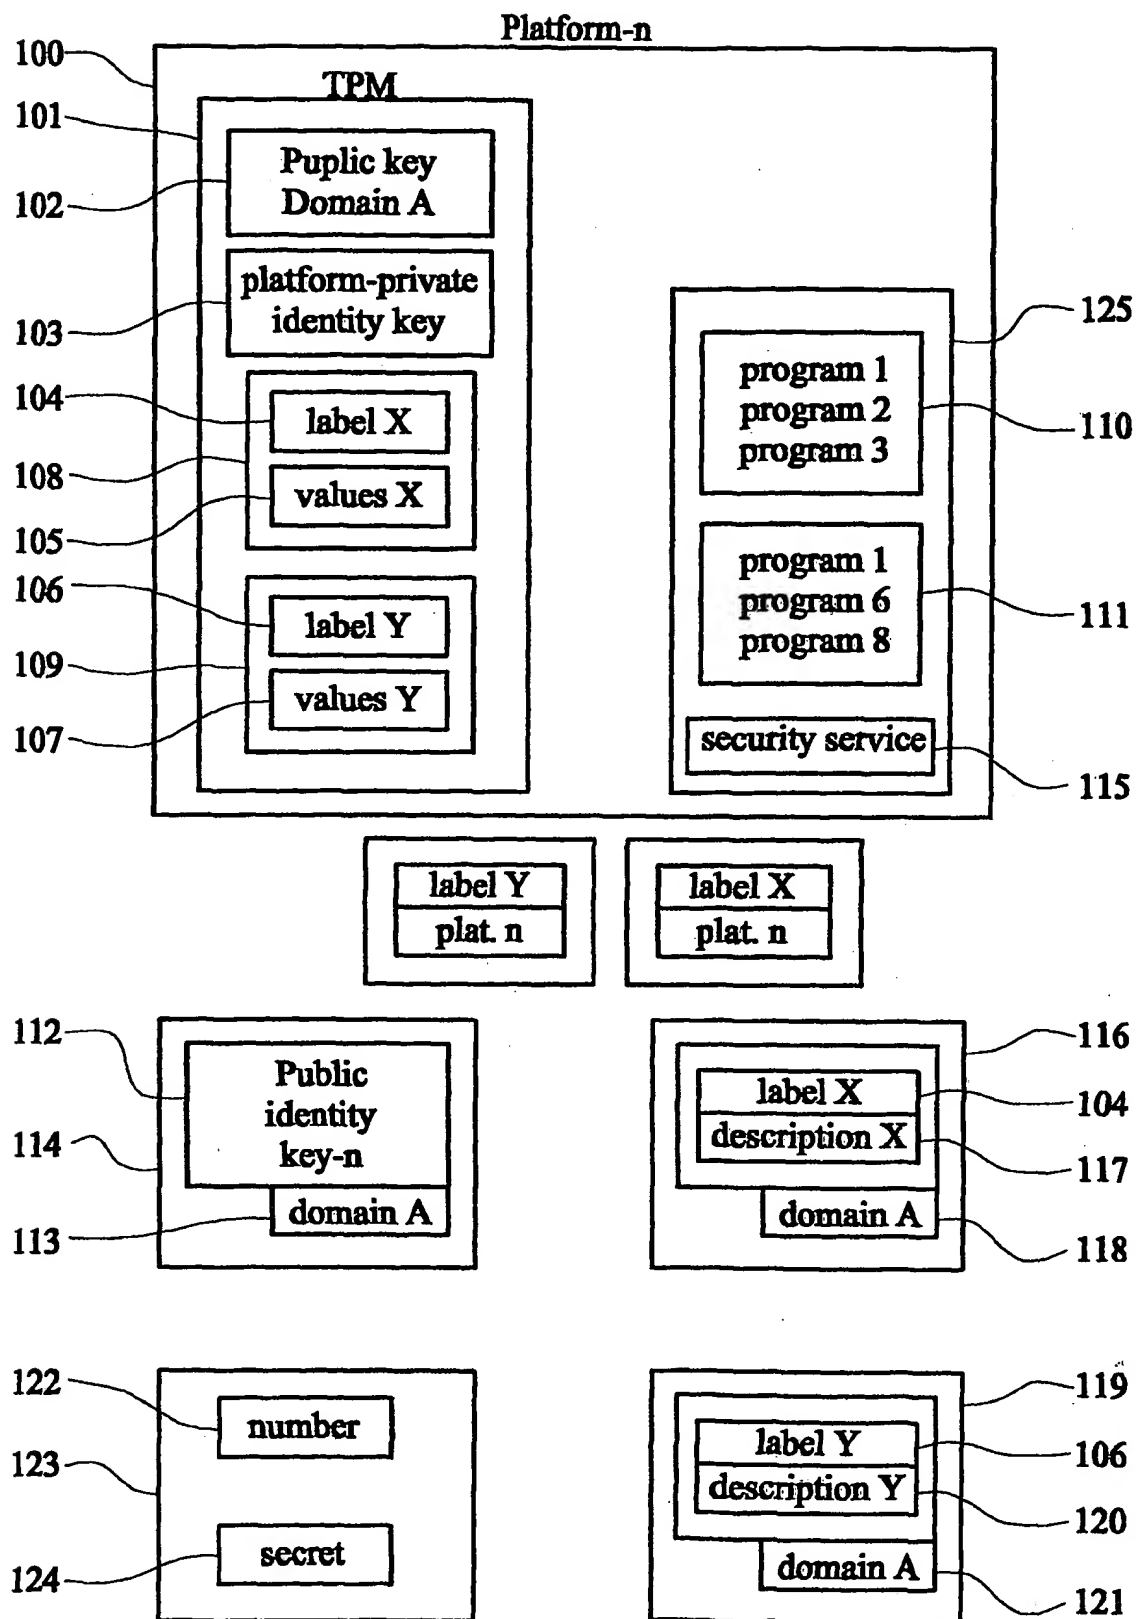 Platform-n
100
TPM
101
Puplic key
Domain A
102
platform-private
identity key
103
125
program 1
program 2
program 3
110
104
label X
108
values X
105
program 1
program 6
program 8
111
106
label Y
109
values Y
107
security service
115
label Y
plat. n
label X
plat. n
112
Public
identity
key-n
114
domain A
113
116
label X
104
description X
117
domain A
118
122
number
123
secret
124
119
label Y
106
description Y
120
domain A
121